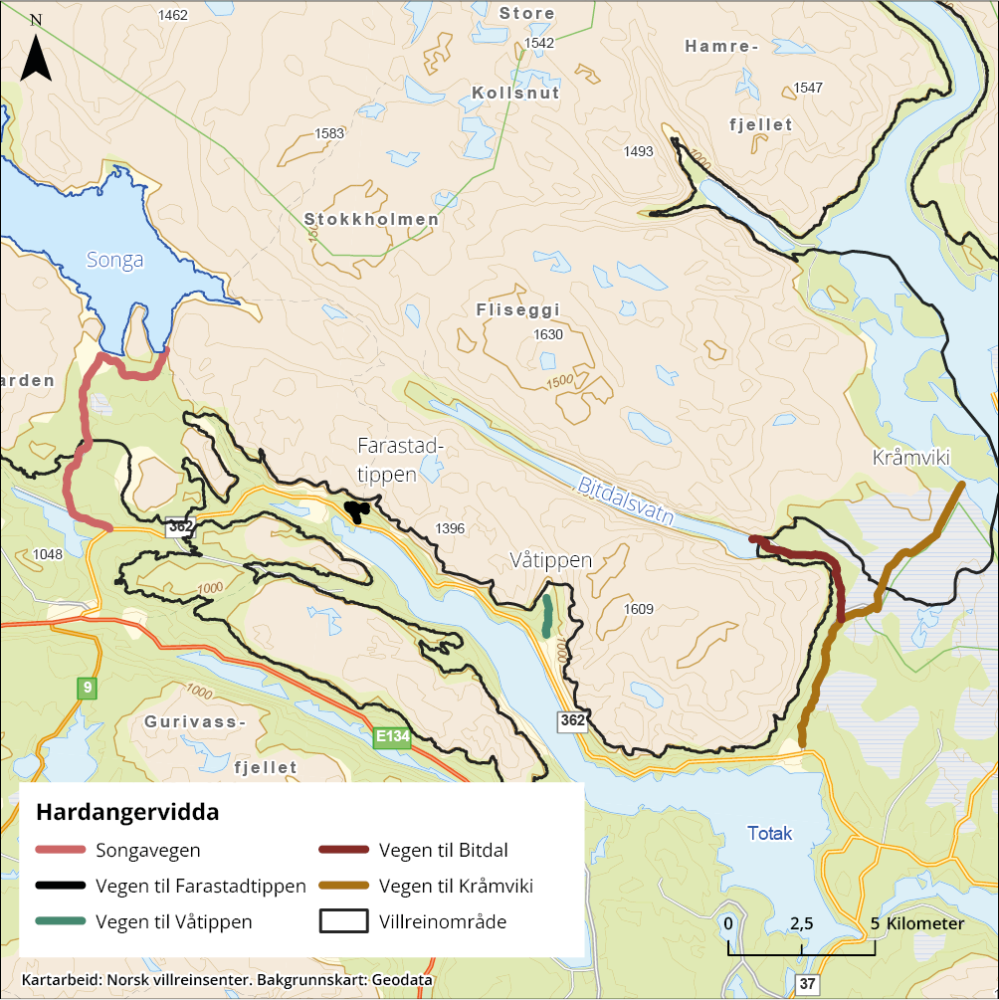 N
1462
Store
1542
Hamre-
1547
Kollsnut
fjellet
1583
1493
1000
Stokkholmen
1500
Songa
Fliseggi
1630
1500
arden
Farastad-
tippen
Kråmviki
Bitdalsvatn
362
1396
1048
Våtippen
1000
1609
1000
9
1000
362
Gurivass-
E134
fjellet
Hardangervidda
Songavegen
Vegen til Bitdal
Vegen til Farastadtippen
Vegen til Kråmviki
Vegen til Våtippen
Villreinområde
Totak
0 2,5 5 Kilometer
37
Kartarbeid: Norsk villreinsenter. Bakgrunnskart: Geodata